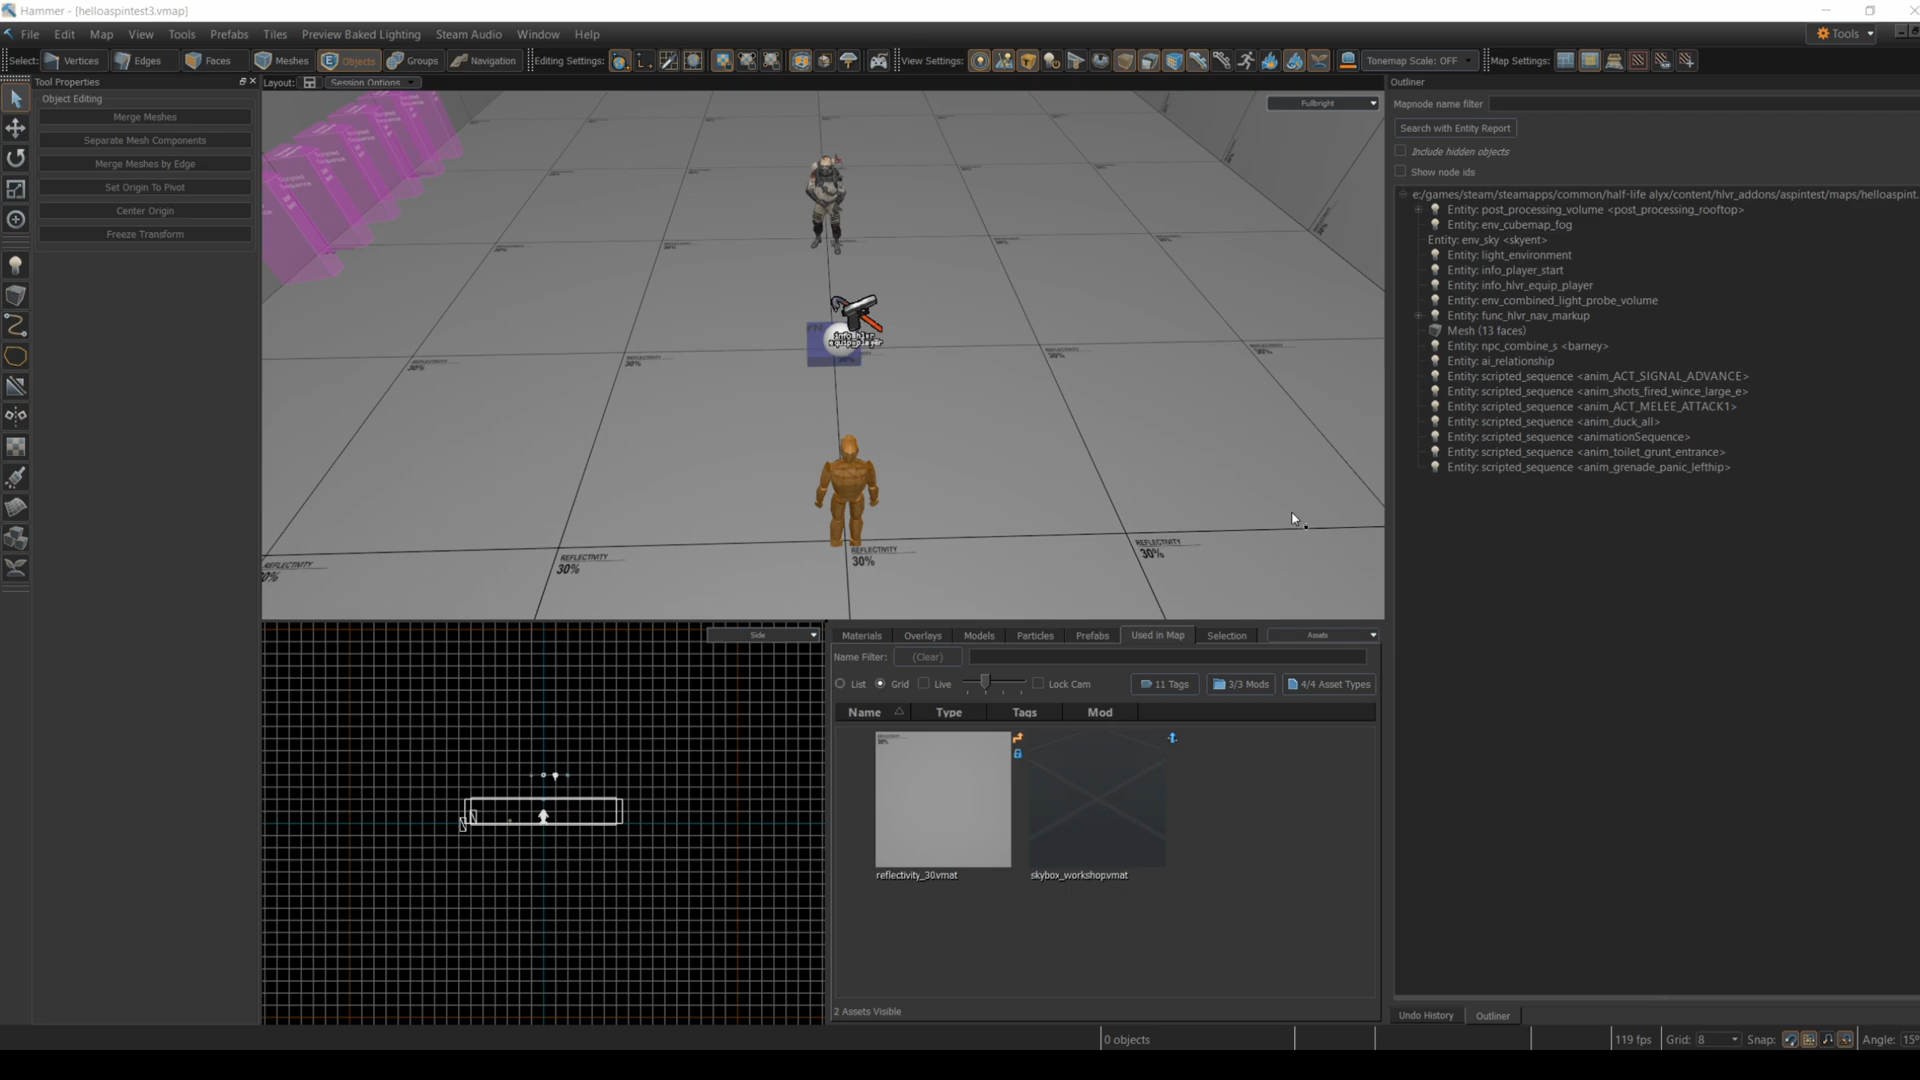 Hammer - [helloaspintest3.vmap]
File Edit Map View Tools Prefabs Tiles Preview Baked Lighting Steam Audio Window Help
Tools
Select: Vertices Edges Faces Meshes Objects Groups Navigation Editing Settings: View Settings: Tonemap Scale: OFF Map Settings:
Tool Properties
Object Editing
Merge Meshes
Separate Mesh Components
Merge Meshes by Edge
Set Origin To Pivot
Center Origin
Freeze Transform
Layout: Session Options
Fullbright
Scripted
Sequence
info_hlvr_
equip_player
REFLECTIVITY
30%
REFLECTIVITY
30%
REFLECTIVITY
30%
REFLECTIVITY
30%
Outliner
Mapnode name filter
Search with Entity Report
Include hidden objects
Show node ids
e:/games/steam/steamapps/common/half-life alyx/content/hlvr_addons/aspintest/maps/helloaspint.
Entity: post_processing_volume <post_processing_rooftop>
Entity: env_cubemap_fog
Entity: env_sky <skyent>
Entity: light_environment
Entity: info_player_start
Entity: info_hlvr_equip_player
Entity: env_combined_light_probe_volume
Entity: func_hlvr_nav_markup
Mesh (13 faces)
Entity: npc_combine_s <barney>
Entity: ai_relationship
Entity: scripted_sequence <anim_ACT_SIGNAL_ADVANCE>
Entity: scripted_sequence <anim_shots_fired_wince_large_e>
Entity: scripted_sequence <anim_ACT_MELEE_ATTACK1>
Entity: scripted_sequence <anim_duck_all>
Entity: scripted_sequence <animationSequence>
Entity: scripted_sequence <anim_toilet_grunt_entrance>
Entity: scripted_sequence <anim_grenade_panic_lefthip>
Side
Materials Overlays Models Particles Prefabs Used in Map Selection Assets
Name Filter: (Clear)
List Grid Live Lock Cam 11 Tags 3/3 Mods 4/4 Asset Types
Name Type Tags Mod
reflectivity_30.vmat
skybox_workshop.vmat
2 Assets Visible
Undo History Outliner
0 objects
119 fps Grid: 8 Snap: Angle: 15°